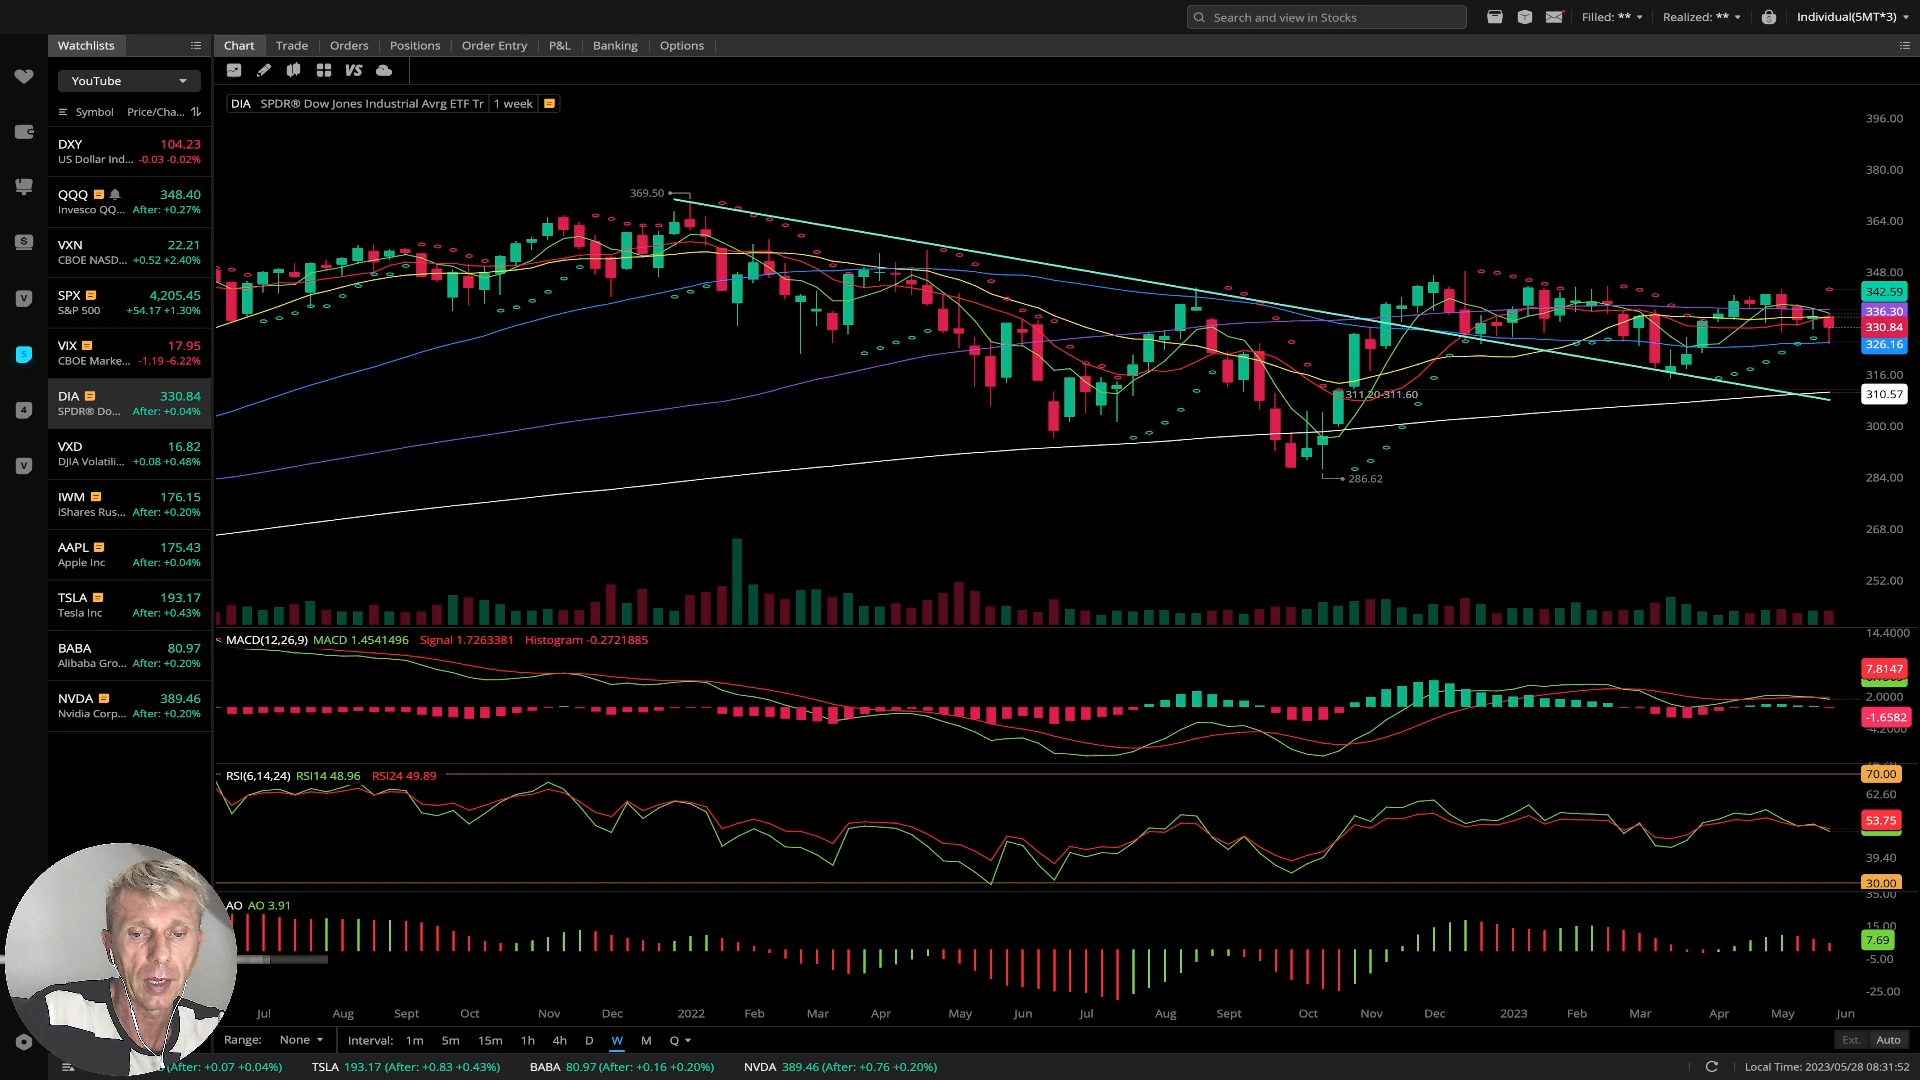 Search and view in Stocks
Filled: **
Realized: **
Individual(5MT*3)
Watchlists
Chart
Trade
Orders
Positions
Order Entry
P&L
Banking
Options
YouTube
VS
Symbol Price/Cha...
DIA SPDR® Dow Jones Industrial Avrg ETF Tr 1 week
DXY 104.23
US Dollar Ind... -0.03 -0.02%
QQQ 348.40
Invesco QQ... After: +0.27%
VXN 22.21
CBOE NASD... +0.52 +2.40%
SPX 4,205.45
S&P 500 +54.17 +1.30%
VIX 17.95
CBOE Marke... -1.19 -6.22%
DIA 330.84
SPDR® Do... After: +0.04%
VXD 16.82
DJIA Volatili... +0.08 +0.48%
IWM 176.15
iShares Rus... After: +0.20%
AAPL 175.43
Apple Inc After: +0.04%
TSLA 193.17
Tesla Inc After: +0.43%
BABA 80.97
Alibaba Gro... After: +0.20%
NVDA 389.46
Nvidia Corp... After: +0.20%
369.50
311.20-311.60
286.62
396.00
380.00
364.00
348.00
342.59
336.30
330.84
326.16
316.00
310.57
300.00
284.00
268.00
252.00
MACD(12,26,9) MACD 1.4541496 Signal 1.7263381 Histogram -0.2721885
14.4000
7.8147
2.0000
-1.6582
-4.2000
RSI(6,14,24) RSI14 48.96 RSI24 49.89
70.00
62.60
53.75
39.40
30.00
AO AO 3.91
35.00
15.00
7.69
-5.00
-25.00
Jul Aug Sept Oct Nov Dec 2022 Feb Mar Apr May Jun Jul Aug Sept Oct Nov Dec 2023 Feb Mar Apr May Jun
Range: None Interval: 1m 5m 15m 1h 4h D W M Q
Ext. Auto
(After: +0.07 +0.04%) TSLA 193.17 (After: +0.83 +0.43%) BABA 80.97 (After: +0.16 +0.20%) NVDA 389.46 (After: +0.76 +0.20%)
Local Time: 2023/05/28 08:31:52